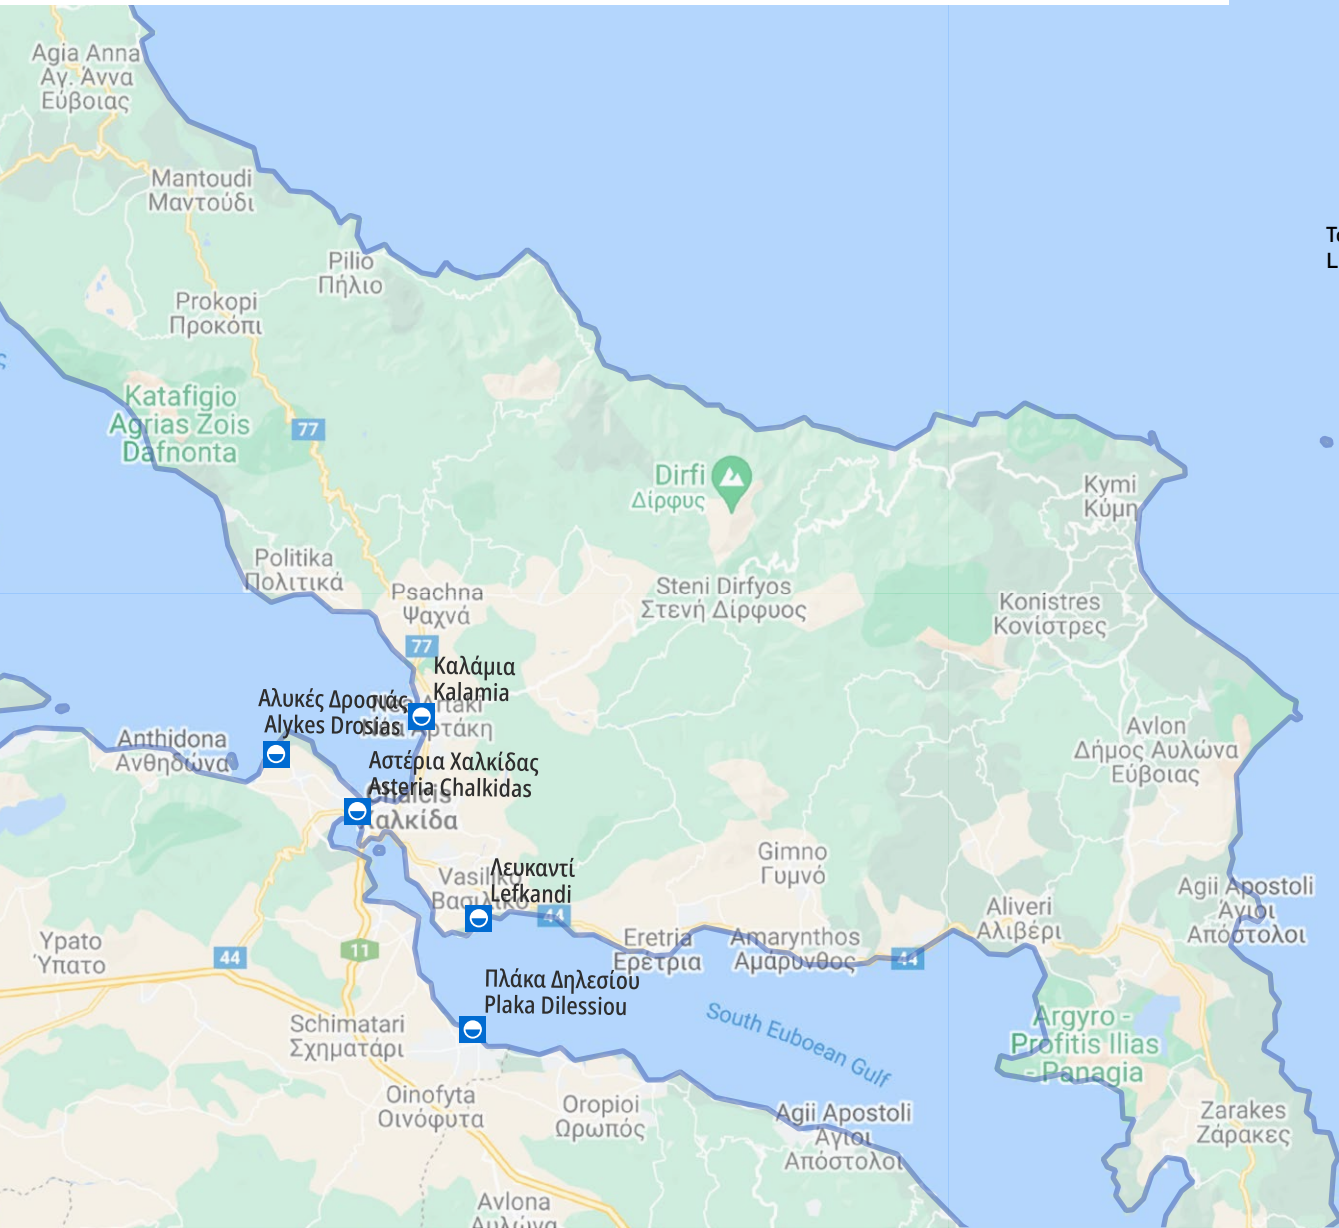 Agia Anna
Αγ. Άννα
Εύβοιας
Mantoudi
Μαντούδι
Pilio
Πήλιο
Prokopi
Προκόπι
Katafigio
Agrias Zois
Dafnonta
77
Dirfi
Δίρφυς
Kymi
Κύμη
Politika
Πολιτικά
Psachna
Ψαχνά
Steni Dirfyos
Στενή Δίρφυος
Konistres
Κονίστρες
77
Καλάμια
Kalamia
Αλυκές Δροσιάς
Alykes Drosias
Anthidona
Ανθηδώνα
Avlon
Δήμος Αυλώνα
Εύβοιας
Αστέρια Χαλκίδας
Asteria Chalkidas
Gimno
Γυμνό
Λευκαντί
Lefkandi
44
Agii Apostoli
Άγιοι
Απόστολοι
Aliveri
Αλιβέρι
Ypato
Ύπατο
44
11
Eretria
Ερέτρια
Amarynthos
Αμάρυνθος
44
Πλάκα Δηλεσίου
Plaka Dilessiou
South Euboean Gulf
Argyro -
Profitis Ilias
- Panagia
Schimatari
Σχηματάρι
Oinofyta
Οινόφυτα
Oropioi
Ωρωπός
Agii Apostoli
Άγιοι
Απόστολοι
Zarakes
Ζάρακες
Avlona